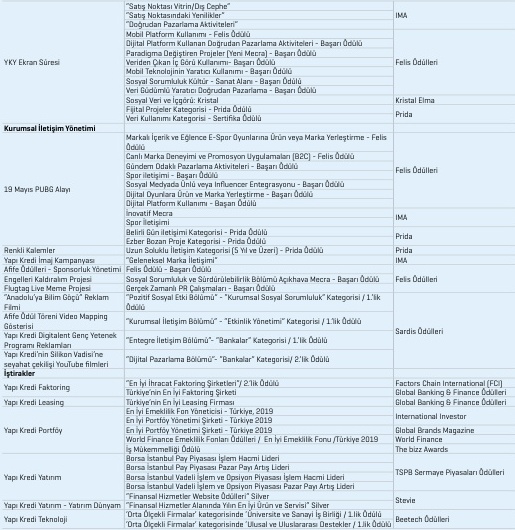 "Satış Noktası Vitrin/Dış Cephe"
"Satış Noktasındaki Yenilikler"
IMA
"Doğrudan Pazarlama Aktiviteleri"
YKY Ekran Süresi
Mobil Platform Kullanımı - Felis Ödülü
Dijital Platform Kullanan Doğrudan Pazarlama Aktiviteleri - Başarı Ödülü
Paradigma Değiştiren Projeler (Yeni Mecra) - Başarı Ödülü
Veriden Çıkan İç Görü Kullanımı- Başarı Ödülü
Felis Ödülleri
Mobil Teknolojinin Yaratıcı Kullanımı - Başarı Ödülü
Sosyal Sorumluluk Kültür - Sanat Alanı - Başarı Ödülü
Veri Güdümlü Yaratıcı Doğrudan Pazarlama - Başarı Ödülü
Sosyal Veri ve İçgörü: Kristal
Kristal Elma
Fijital Projeler Kategorisi - Prida Ödülü
Prida
Veri Kullanımı Kategorisi - Sertifika Ödülü
Kurumsal İletişim Yönetimi
19 Mayıs PUBG Alayı
Markalı İçerik ve Eğlence E-Spor Oyunlarına Ürün veya Marka Yerleştirme - Felis
Ödülü
Canlı Marka Deneyimi ve Promosyon Uygulamaları (B2C) - Felis Ödülü
Gündem Odaklı Pazarlama Aktiviteleri - Başarı Ödülü
Spor iletişimi - Başarı Ödülü
Felis Ödülleri
Sosyal Medyada Ünlü veya Influencer Entegrasyonu - Başarı Ödülü
Dijital Oyunlara Ürün ve Marka Yerleştirme - Başarı Ödülü
Dijital Platform Kullanımı - Başan Ödülü
İnovatif Mecra
IMA
Spor İletişimi
Belirli Gün iletişimi Kategorisi - Prida Ödülü
Prida
Ezber Bozan Proje Kategorisi - Prida Ödülü
Renkli Kalemler
Uzun Soluklu İletişim Kategorisi (5 Yıl ve Üzeri) - Prida Ödülü
Prida
Yapı Kredi İmaj Kampanyası
"Geleneksel Marka İletişimi"
IMA
Afife Ödülleri - Sponsorluk Yönetimi
Felis Ödülü - Başarı Ödülü
Felis Ödülleri
Engelleri Kaldıralım Projesi
Sosyal Sorumluluk ve Sürdürülebilirlik Bölümü Açıkhava Mecra - Başarı Ödülü
Flugtag Live Meme Projesi
Gerçek Zamanlı PR Çalışmaları - Başarı Ödülü
"Anadolu'ya Bilim Göçü" Reklam
Filmi
"Pozitif Sosyal Etki Bölümü" - "Kurumsal Sosyal Sorumluluk" Kategorisi / 1.'lik
Ödülü
Sardis Ödülleri
Afife Ödül Töreni Video Mapping
Gösterisi
"Kurumsal İletişim Bölümü" - "Etkinlik Yönetimi" Kategorisi / 1.'lik Ödülü
Yapı Kredi Digitalent Genç Yetenek
Programı Reklamları
"Entegre İletişim Bölümü"- "Bankalar" Kategorisi / 1.'lik Ödülü
Yapı Kredi'nin Silikon Vadisi'ne
seyahat çekilişi YouTube filmleri
"Dijital Pazarlama Bölümü"- "Bankalar" Kategorisi/ 2.'lik Ödülü
İştirakler
Yapı Kredi Faktoring
"En İyi İhracat Faktoring Şirketleri"/ 2.'lik Ödülü
Factors Chain International (FCI)
Türkiye'nin En İyi Faktoring Şirketi
Global Banking & Finance Ödülleri
Yapı Kredi Leasing
Türkiye'nin En İyi Leasing Firması
Global Banking & Finance Ödülleri
Yapı Kredi Portföy
En İyi Emeklilik Fon Yöneticisi - Türkiye, 2019
International Investor
En İyi Portföy Yönetimi Şirketi - Türkiye, 2019
En İyi Portföy Yönetimi Şirketi - Türkiye, 2019
Global Brands Magazine
World Finance Emeklilik Fonları Ödülleri / En İyi Emeklilik Fonu /Türkiye 2019
World Finance
İş Mükemmelliği Ödülü
The bizz Awards
Yapı Kredi Yatırım
Borsa İstanbul Pay Piyasası İşlem Hacmi Lideri
Borsa İstanbul Pay Piyasası Pazar Payı Artış Lideri
TSPB Sermaye Piyasaları Ödülleri
Borsa İstanbul Vadeli İşlem ve Opsiyon Piyasası İşlem Hacmi Lideri
Borsa İstanbul Vadeli İşlem ve Opsiyonu Piyasası Pazar Payı Artış Lideri
"Finansal Hizmetler Website Ödülleri" Silver
Stevie
Yapı Kredi Yatırım - Yatırım Dünyam
"Finansal Hizmetler Alanında Yılın En İyi Ürün ve Servisi" Silver
Yapı Kredi Teknoloji
'Orta Ölçekli Firmalar' kategorisinde 'Üniversite ve Sanayi İş Birliği / 1.lik Ödülü
Beetech Ödülleri
'Orta Ölçekli Firmalar' kategorisinde 'Ulusal ve Uluslararası Destekler / 1.lik Ödülü